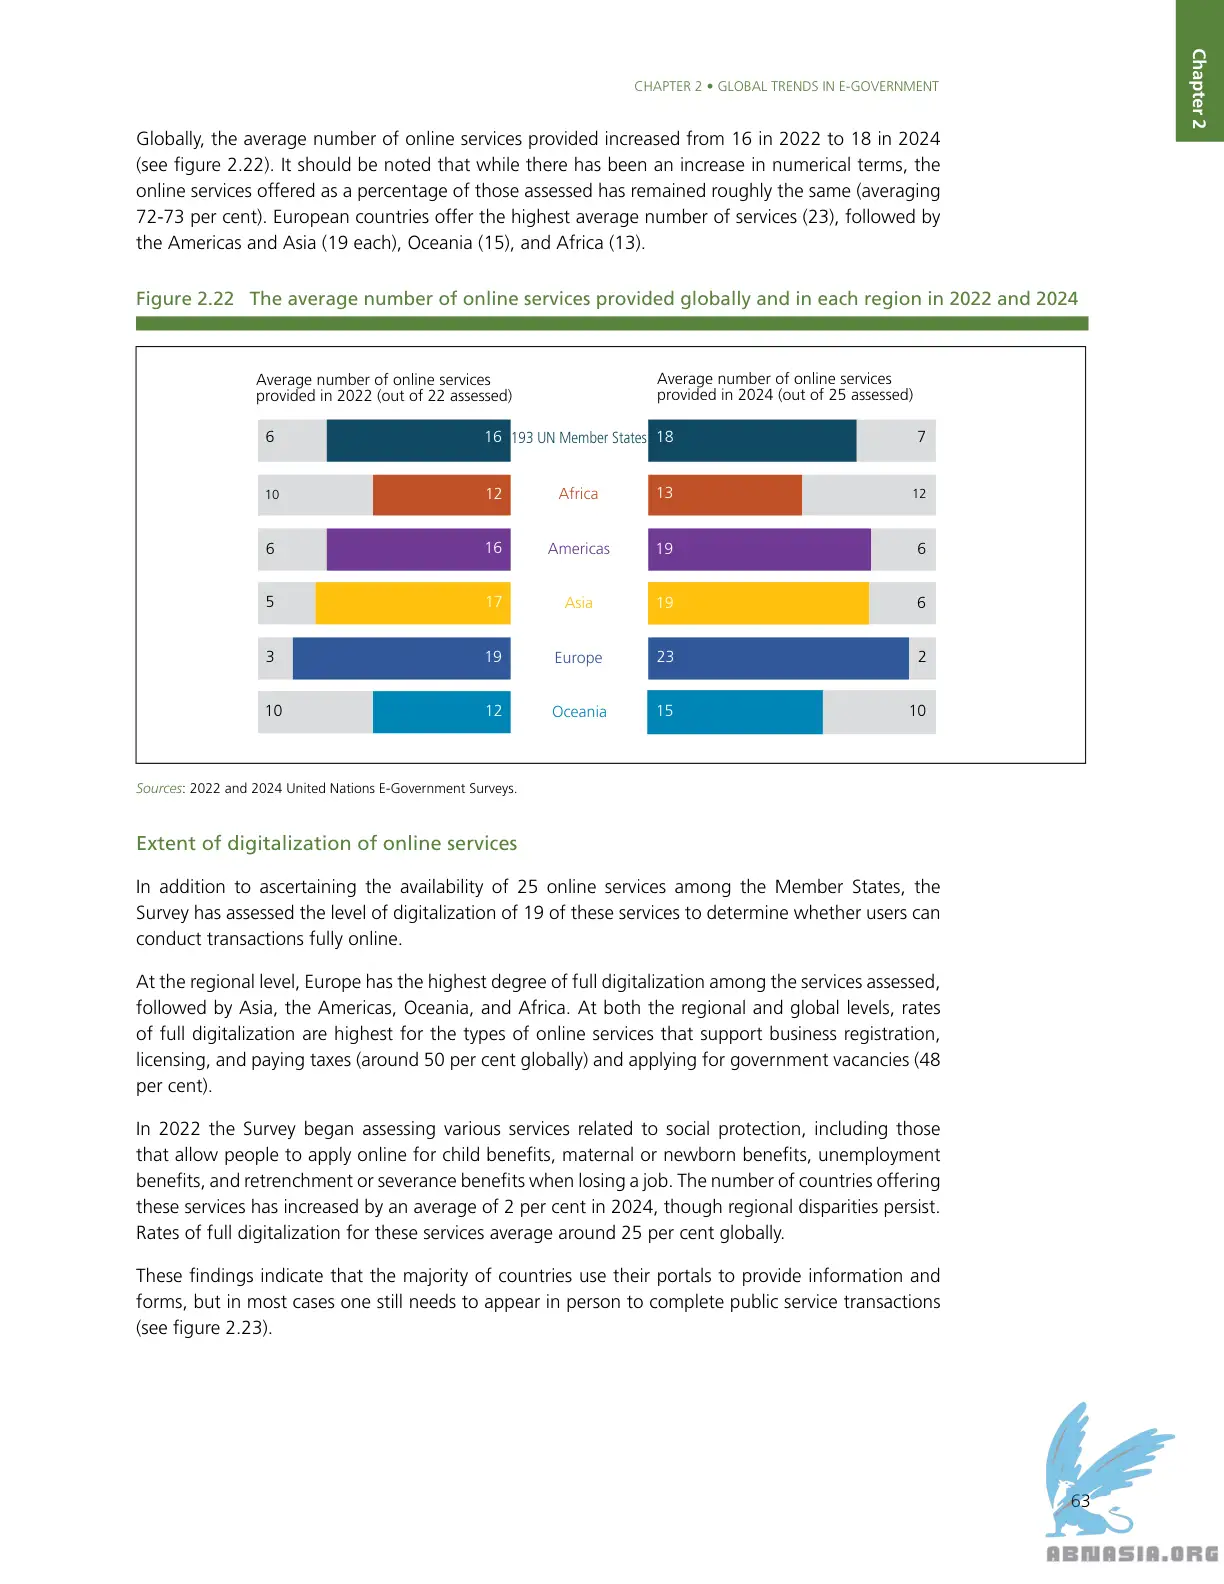 Chapter 2
CHAPTER 2 • GLOBAL TRENDS IN E-GOVERNMENT
Globally, the average number of online services provided increased from 16 in 2022 to 18 in 2024
(see figure 2.22). It should be noted that while there has been an increase in numerical terms, the
online services offered as a percentage of those assessed has remained roughly the same (averaging
72-73 per cent). European countries offer the highest average number of services (23), followed by
the Americas and Asia (19 each), Oceania (15), and Africa (13).
Figure 2.22 The average number of online services provided globally and in each region in 2022 and 2024
Average number of online services
provided in 2022 (out of 22 assessed)
Average number of online services
provided in 2024 (out of 25 assessed)
6 16 193 UN Member States 18 7
10 12 Africa 13 12
6 16 Americas 19 6
5 17 Asia 19 6
3 19 Europe 23 2
10 12 Oceania 15 10
Sources: 2022 and 2024 United Nations E-Government Surveys.
Extent of digitalization of online services
In addition to ascertaining the availability of 25 online services among the Member States, the
Survey has assessed the level of digitalization of 19 of these services to determine whether users can
conduct transactions fully online.
At the regional level, Europe has the highest degree of full digitalization among the services assessed,
followed by Asia, the Americas, Oceania, and Africa. At both the regional and global levels, rates
of full digitalization are highest for the types of online services that support business registration,
licensing, and paying taxes (around 50 per cent globally) and applying for government vacancies (48
per cent).
In 2022 the Survey began assessing various services related to social protection, including those
that allow people to apply online for child benefits, maternal or newborn benefits, unemployment
benefits, and retrenchment or severance benefits when losing a job. The number of countries offering
these services has increased by an average of 2 per cent in 2024, though regional disparities persist.
Rates of full digitalization for these services average around 25 per cent globally.
These findings indicate that the majority of countries use their portals to provide information and
forms, but in most cases one still needs to appear in person to complete public service transactions
(see figure 2.23).
63
ABNASIA.ORG